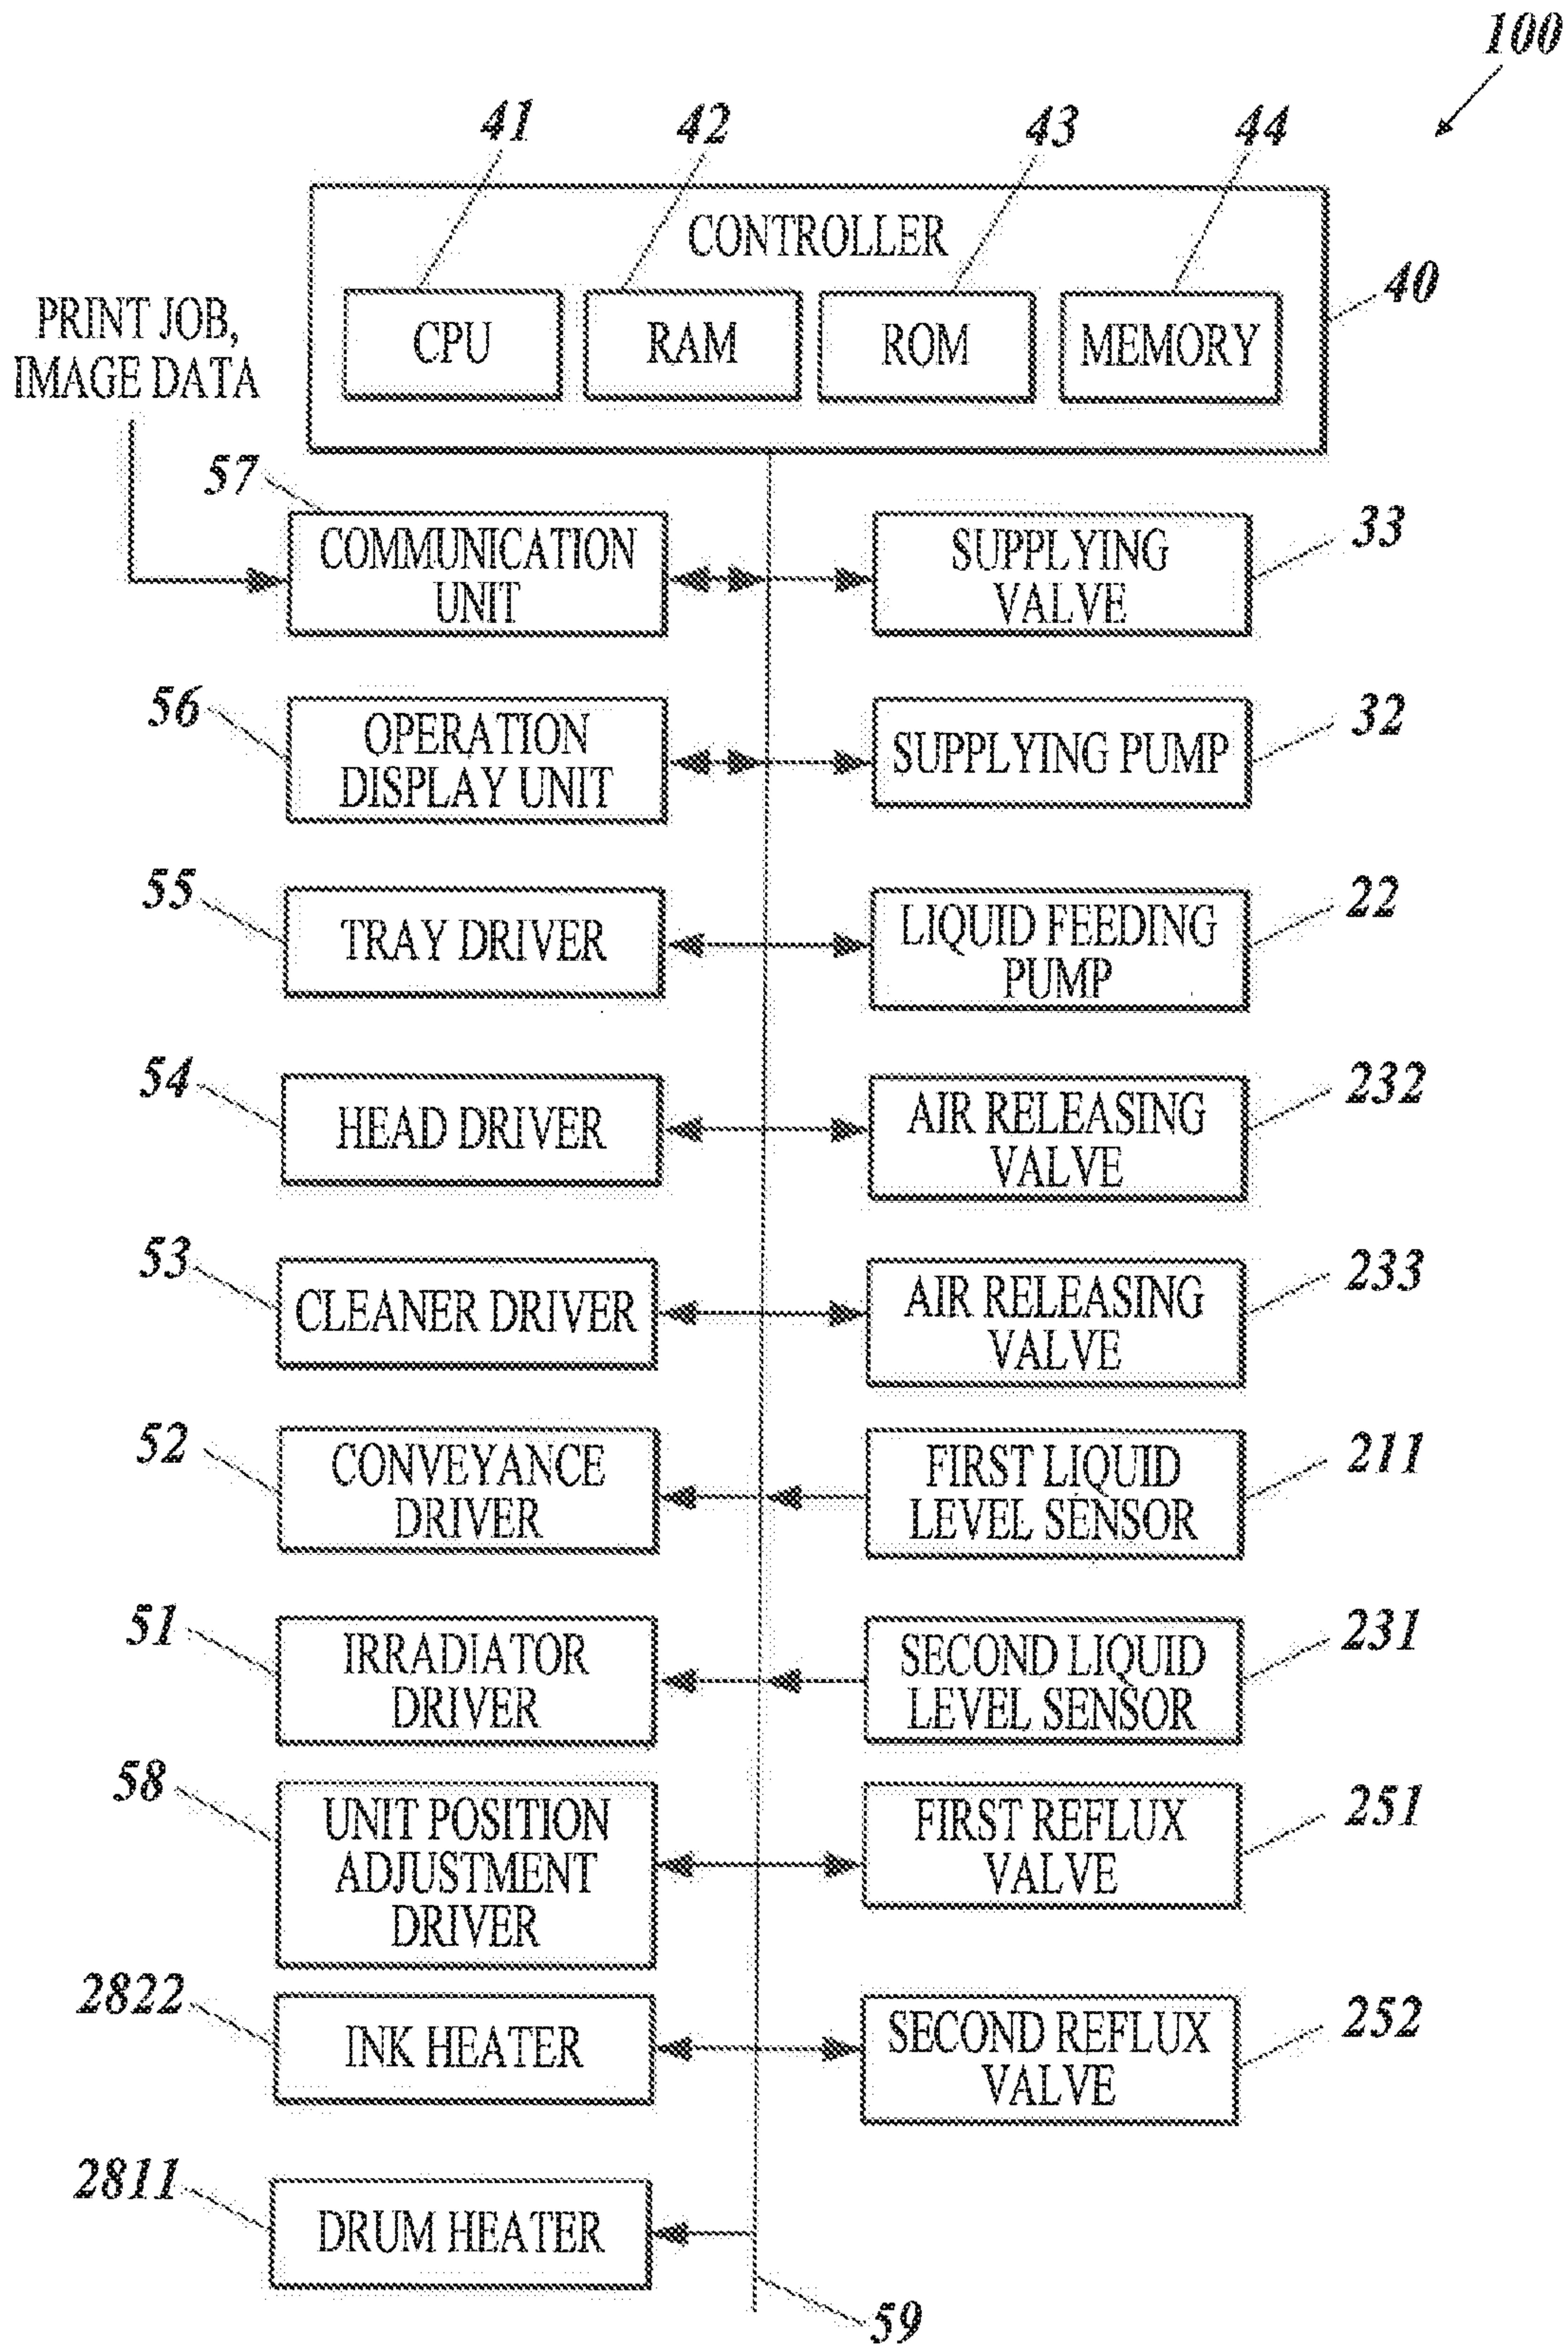 100
41
42
43
44
CONTROLLER
40
CPU
RAM
ROM
MEMORY
PRINT JOB,
IMAGE DATA
57
COMMUNICATION
UNIT
SUPPLYING
VALVE
33
56
OPERATION
DISPLAY UNIT
SUPPLYING PUMP
32
55
TRAY DRIVER
LIQUID FEEDING
PUMP
22
54
HEAD DRIVER
AIR RELEASING
VALVE
232
53
CLEANER DRIVER
AIR RELEASING
VALVE
233
52
CONVEYANCE
DRIVER
FIRST LIQUID
LEVEL SENSOR
211
51
IRRADIATOR
DRIVER
SECOND LIQUID
LEVEL SENSOR
231
58
UNIT POSITION
ADJUSTMENT
DRIVER
FIRST REFLUX
VALVE
251
2822
INK HEATER
SECOND REFLUX
VALVE
252
2811
DRUM HEATER
59